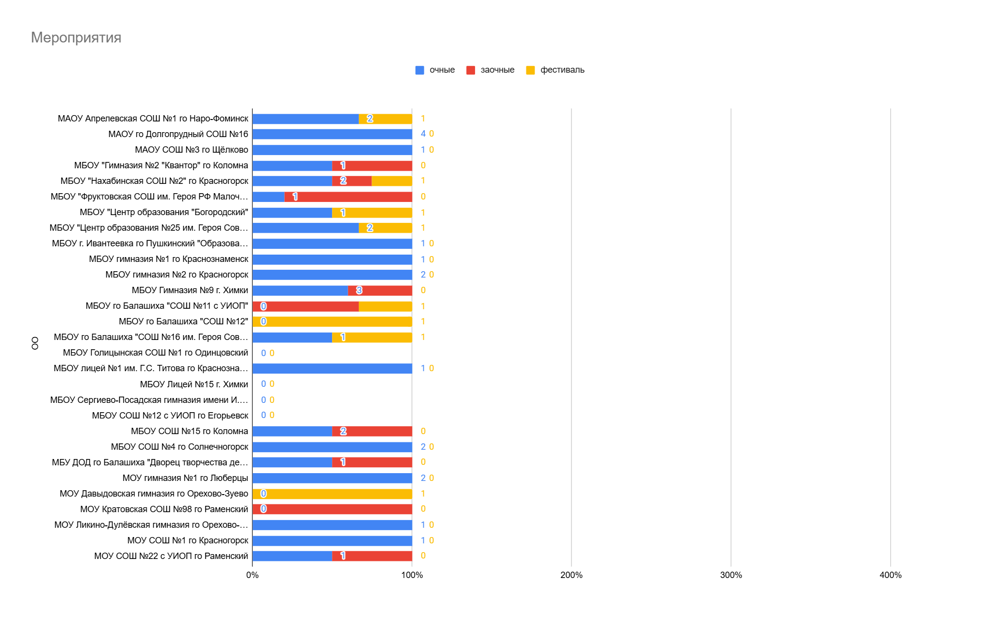 Мероприятия
очные заочные фестиваль
МАОУ Апрелевская СОШ №1 го Наро-Фоминск 2 1
МАОУ го Долгопрудный СОШ №16 4 0
МАОУ СОШ №3 го Щёлково 1 0
МБОУ "Гимназия №2 "Квантор" го Коломна 1 0
МБОУ "Нахабинская СОШ №2" го Красногорск 2 1
МБОУ "Фруктовская СОШ им. Героя РФ Малоч… 1 0
МБОУ "Центр образования "Богородский" 1 1
МБОУ "Центр образования №25 им. Героя Сов… 2 1
МБОУ г. Ивантеевка го Пушкинский "Образова… 1 0
МБОУ гимназия №1 го Краснознаменск 1 0
МБОУ гимназия №2 го Красногорск 2 0
МБОУ Гимназия №9 г. Химки 3 0
МБОУ го Балашиха "СОШ №11 с УИОП" 0 1
МБОУ го Балашиха "СОШ №12" 0 1
МБОУ го Балашиха "СОШ №16 им. Героя Сов… 1 1
МБОУ Голицынская СОШ №1 го Одинцовский 0 0
МБОУ лицей №1 им. Г.С. Титова го Краснозна… 1 0
МБОУ Лицей №15 г. Химки 0 0
МБОУ Сергиево-Посадская гимназия имени И.… 0 0
МБОУ СОШ №12 с УИОП го Егорьевск 0 0
МБОУ СОШ №15 го Коломна 2 0
МБОУ СОШ №4 го Солнечногорск 2 0
МБУ ДОД го Балашиха "Дворец творчества де… 1 0
МОУ гимназия №1 го Люберцы 2 0
МОУ Давыдовская гимназия го Орехово-Зуево 0 1
МОУ Кратовская СОШ №98 го Раменский 0 0
МОУ Ликино-Дулёвская гимназия го Орехово-… 1 0
МОУ СОШ №1 го Красногорск 1 0
МОУ СОШ №22 с УИОП го Раменский 1 0
ОО
0% 100% 200% 300% 400%